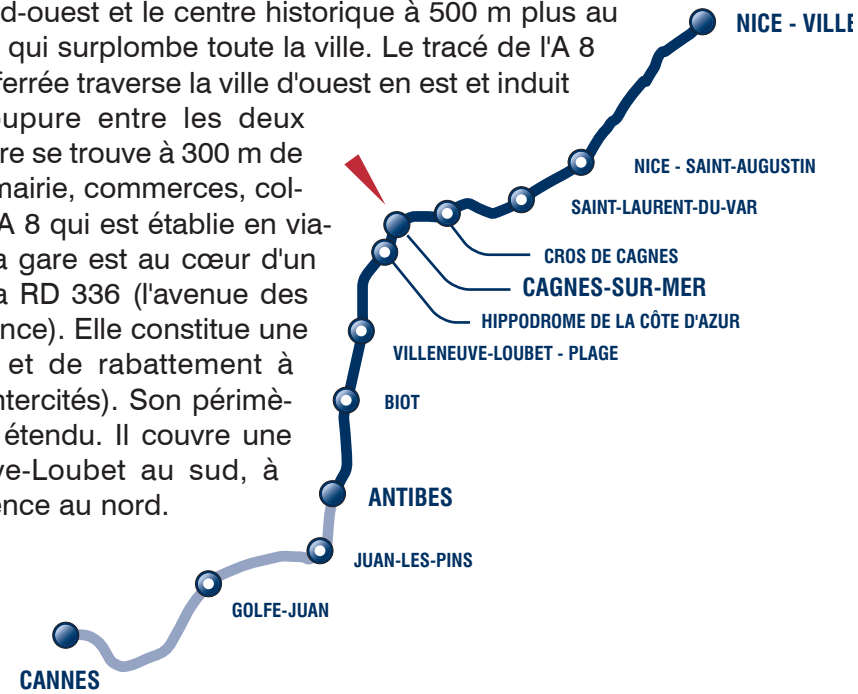 d-ouest et le centre historique à 500 m plus au
qui surplombe toute la ville. Le tracé de l'A 8
ferrée traverse la ville d'ouest en est et induit
upure entre les deux
re se trouve à 300 m de
mairie, commerces, col-
A 8 qui est établie en via-
a gare est au cœur d'un
a RD 336 (l'avenue des
nce). Elle constitue une
et de rabattement à
ntercités). Son périmè-
étendu. Il couvre une
ve-Loubet au sud, à
ence au nord.
NICE - VILLE
NICE - SAINT-AUGUSTIN
SAINT-LAURENT-DU-VAR
CROS DE CAGNES
CAGNES-SUR-MER
HIPPODROME DE LA CÔTE D'AZUR
VILLENEUVE-LOUBET - PLAGE
BIOT
ANTIBES
JUAN-LES-PINS
GOLFE-JUAN
CANNES